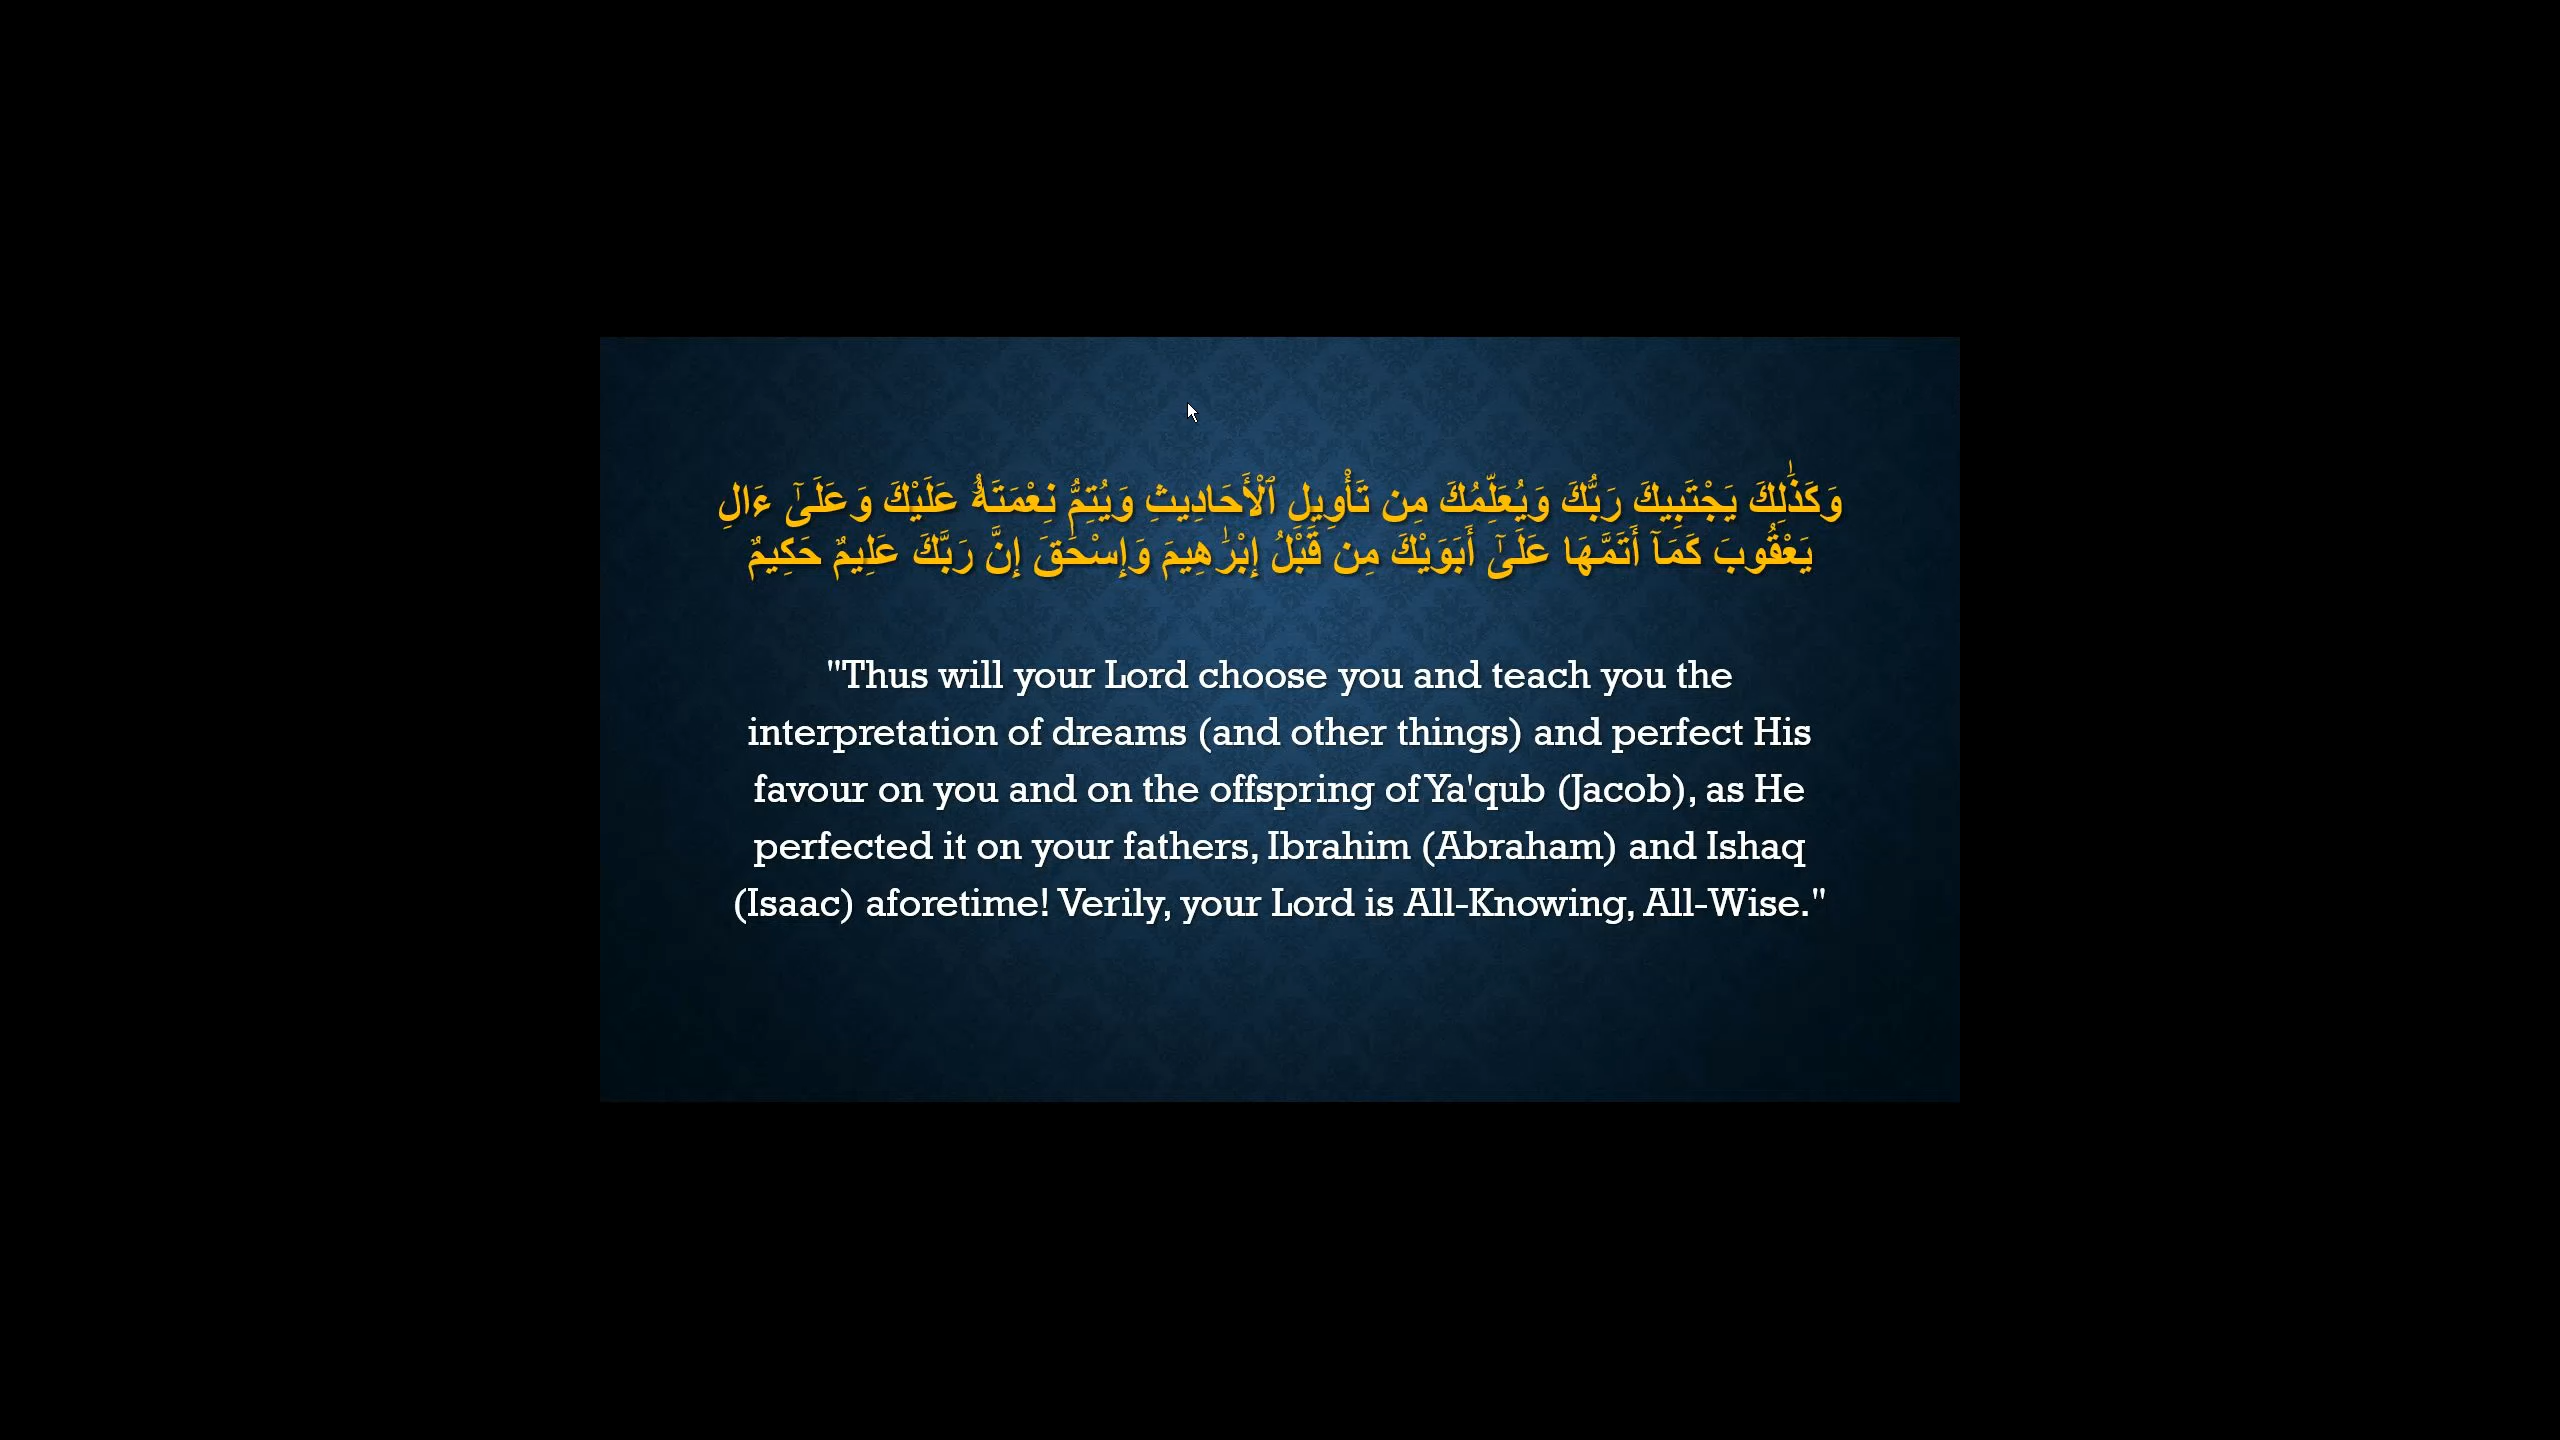 وَكَذَٰلِكَ يَجْتَبِيكَ رَبُّكَ وَيُعَلِّمُكَ مِن تَأْوِيلِ ٱلْأَحَادِيثِ وَيُتِمُّ نِعْمَتَهُۥ عَلَيْكَ وَعَلَىٰٓ ءَالِ
يَعْقُوبَ كَمَآ أَتَمَّهَا عَلَىٰٓ أَبَوَيْكَ مِن قَبْلُ إِبْرَٰهِيمَ وَإِسْحَٰقَ إِنَّ رَبَّكَ عَلِيمٌ حَكِيمٌ
"Thus will your Lord choose you and teach you the
interpretation of dreams (and other things) and perfect His
favour on you and on the offspring of Ya'qub (Jacob), as He
perfected it on your fathers, Ibrahim (Abraham) and Ishaq
(Isaac) aforetime! Verily, your Lord is All-Knowing, All-Wise."